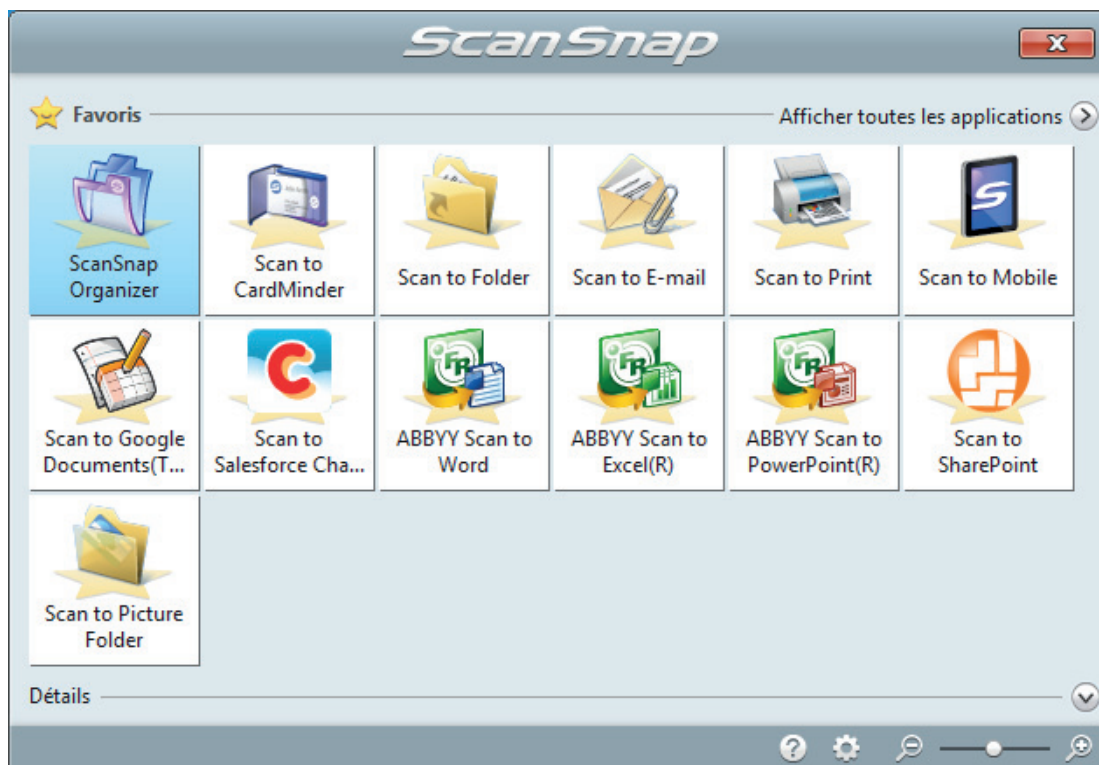 ScanSnap
Favoris
Afficher toutes les applications
ScanSnap
Organizer
Scan to
CardMinder
Scan to Folder
Scan to E-mail
Scan to Print
Scan to Mobile
Scan to Google
Documents(T...
Scan to
Salesforce Cha...
ABBYY Scan to
Word
ABBYY Scan to
Excel(R)
ABBYY Scan to
PowerPoint(R)
Scan to
SharePoint
Scan to Picture
Folder
Détails